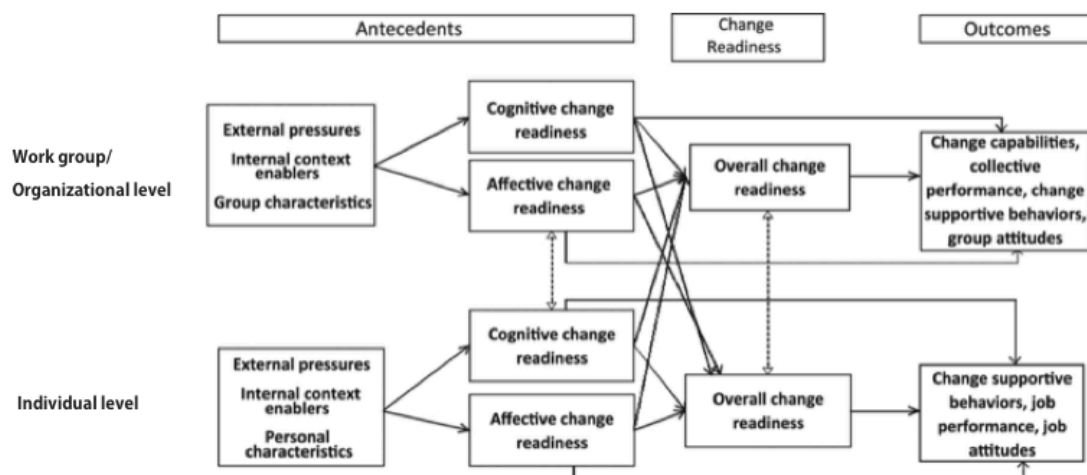 Antecedents
Change
Readiness
Outcomes
Work group/
Organizational level
External pressures
Internal context
enablers
Group characteristics
Cognitive change
readiness
Affective change
readiness
Overall change
readiness
Change capabilities,
collective
performance, change
supportive behaviors,
group attitudes
Individual level
External pressures
Internal context
enablers
Personal
characteristics
Cognitive change
readiness
Affective change
readiness
Overall change
readiness
Change supportive
behaviors, job
performance, job
attitudes